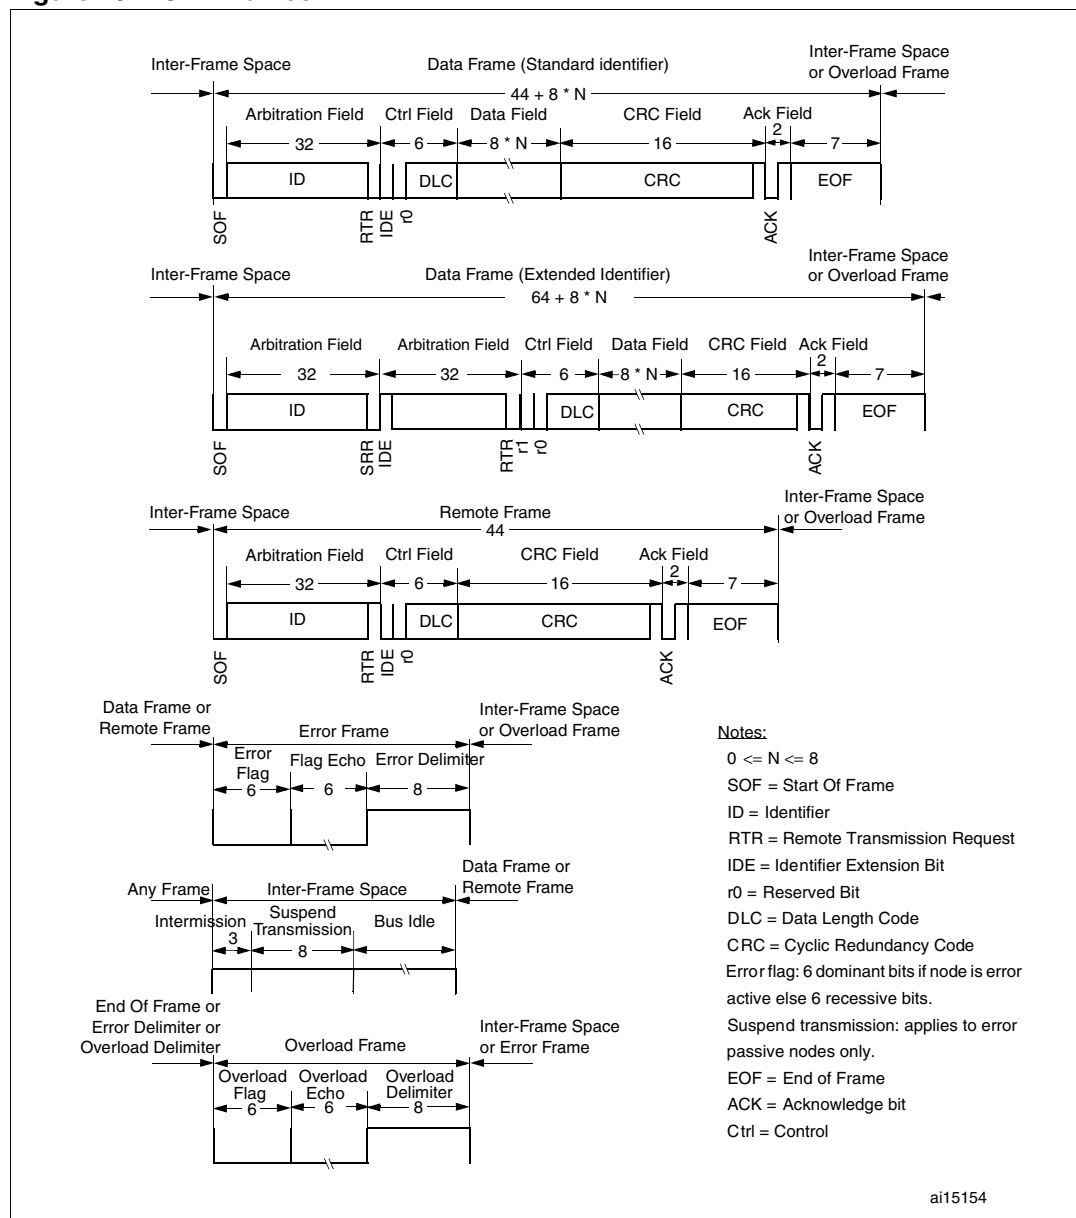 Inter-Frame Space
Data Frame (Standard identifier)
Inter-Frame Space
or Overload Frame
44 + 8 * N
Arbitration Field
Ctrl Field
Data Field
CRC Field
Ack Field
32
6
8 * N
16
2
7
ID
DLC
CRC
EOF
SOF
RTR
IDE
r0
ACK
Inter-Frame Space
Data Frame (Extended Identifier)
Inter-Frame Space
or Overload Frame
64 + 8 * N
Arbitration Field
Arbitration Field
Ctrl Field
Data Field
CRC Field
Ack Field
32
32
6
8 * N
16
2
7
ID
DLC
CRC
EOF
SOF
SRR
IDE
RTR
r1
r0
ACK
Inter-Frame Space
Remote Frame
Inter-Frame Space
or Overload Frame
44
Arbitration Field
Ctrl Field
CRC Field
Ack Field
32
6
16
2
7
ID
DLC
CRC
EOF
SOF
RTR
IDE
r0
ACK
Data Frame or
Remote Frame
Error Frame
Inter-Frame Space
or Overload Frame
Error
Flag
Flag Echo
Error Delimiter
6
6
8
Any Frame
Inter-Frame Space
Data Frame or
Remote Frame
Intermission
3
Suspend
Transmission
8
Bus Idle
End Of Frame or
Error Delimiter or
Overload Delimiter
Overload Frame
Inter-Frame Space
or Error Frame
Overload
Flag
Overload
Echo
Overload
Delimiter
6
6
8
Notes:
0 <= N <= 8
SOF = Start Of Frame
ID = Identifier
RTR = Remote Transmission Request
IDE = Identifier Extension Bit
r0 = Reserved Bit
DLC = Data Length Code
CRC = Cyclic Redundancy Code
Error flag: 6 dominant bits if node is error
active else 6 recessive bits.
Suspend transmission: applies to error
passive nodes only.
EOF = End of Frame
ACK = Acknowledge bit
Ctrl = Control
ai15154